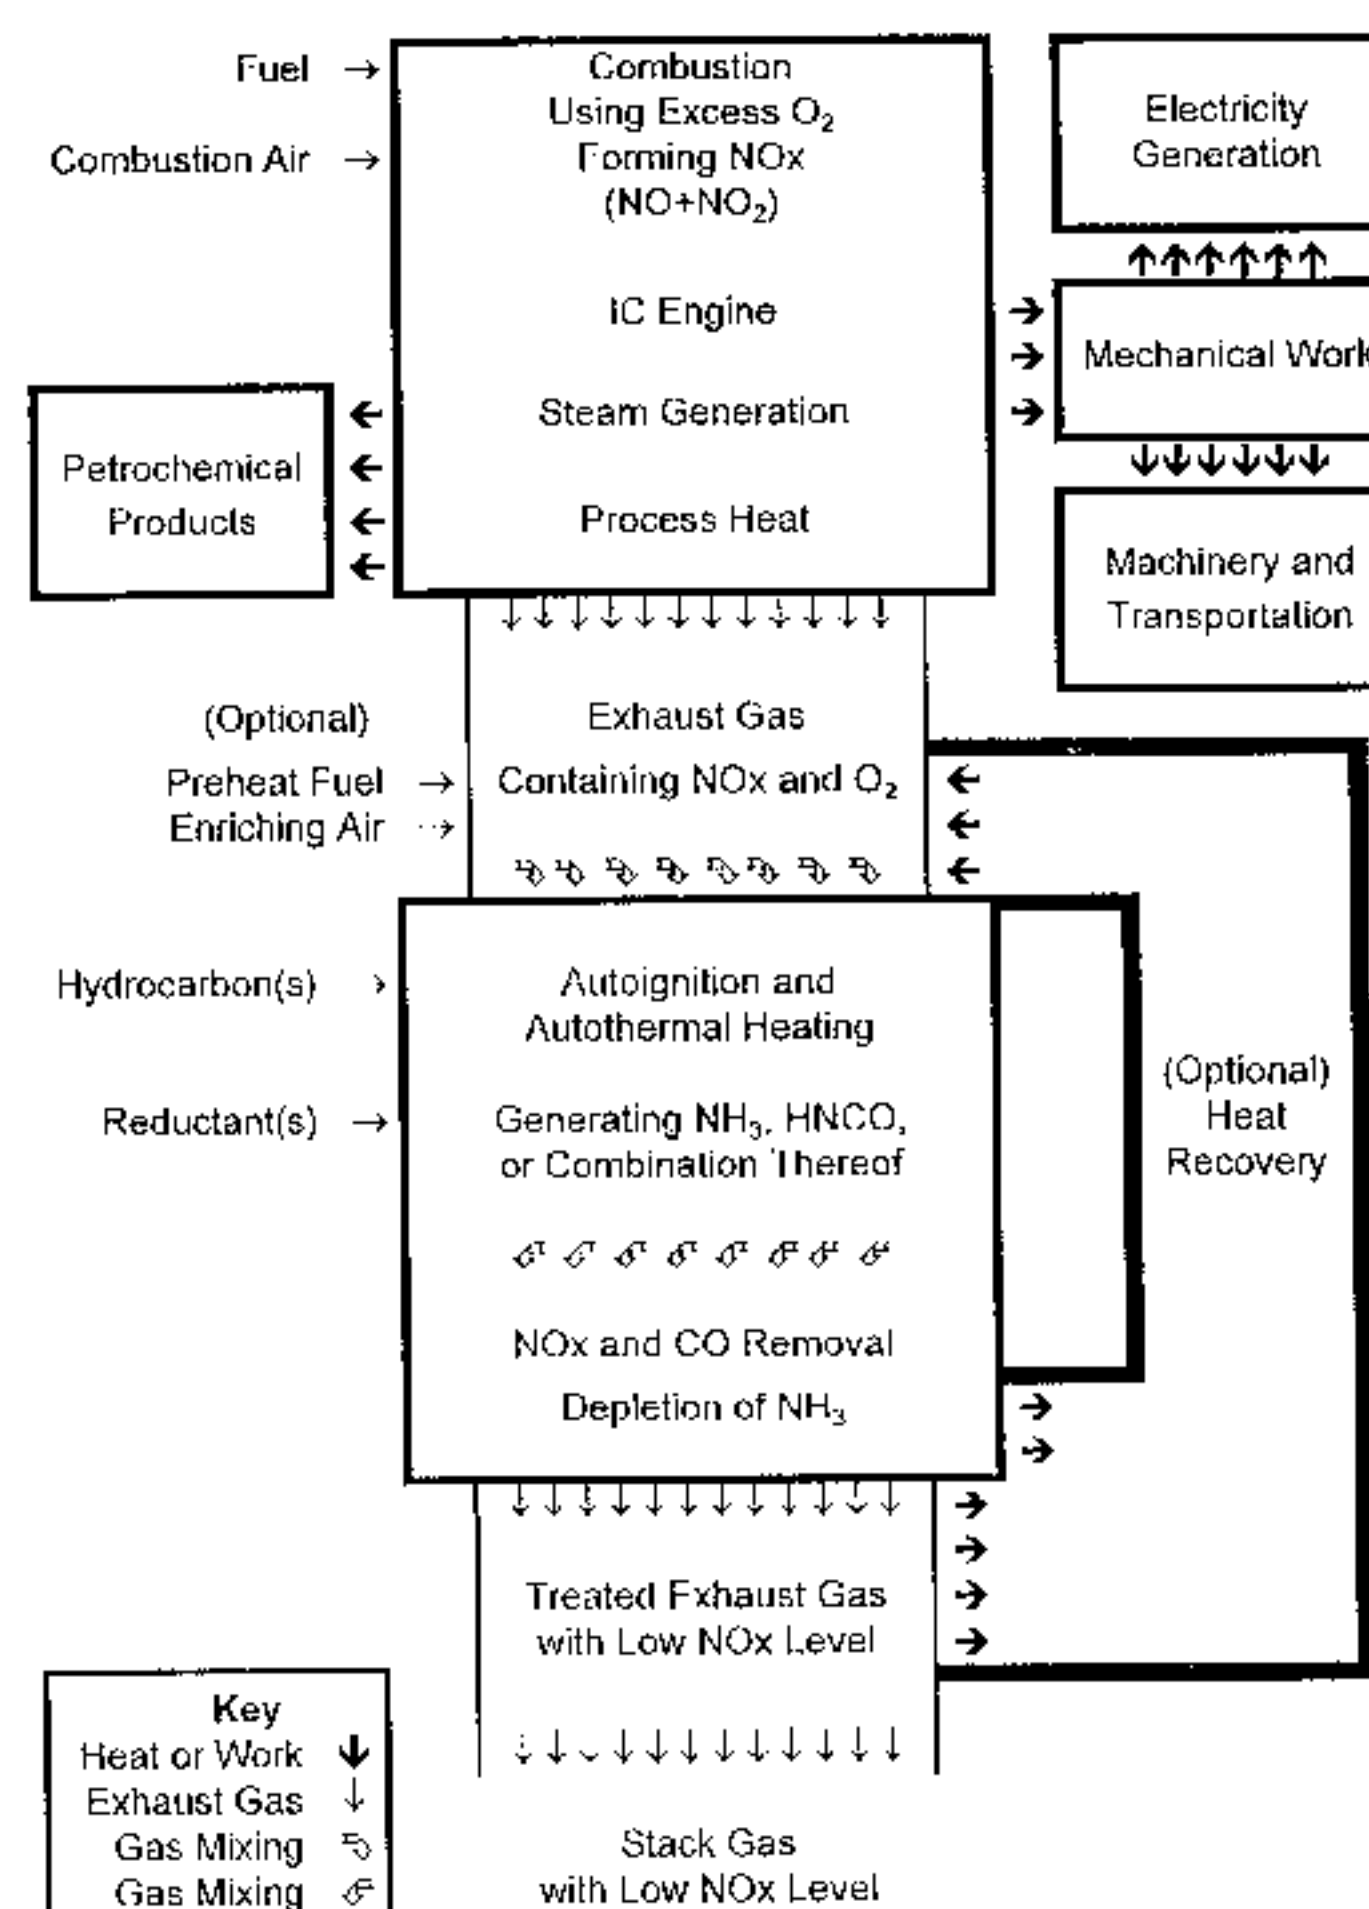 Fuel →
Combustion Air →
Combustion
Using Excess O₂
Forming NOx
(NO+NO₂)
IC Engine
Steam Generation
Process Heat
Electricity
Generation
Mechanical Work
Machinery and
Transportation
Petrochemical
Products
(Optional)
Preheat Fuel →
Enriching Air →
Exhaust Gas
Containing NOx and O₂
Hydrocarbon(s) →
Reductant(s) →
Autoignition and
Autothermal Heating
Generating NH₃, HNCO,
or Combination Thereof
NOx and CO Removal
Depletion of NH₃
(Optional)
Heat
Recovery
Treated Exhaust Gas
with Low NOx Level
Stack Gas
with Low NOx Level
Key
Heat or Work
Exhaust Gas
Gas Mixing
Gas Mixing